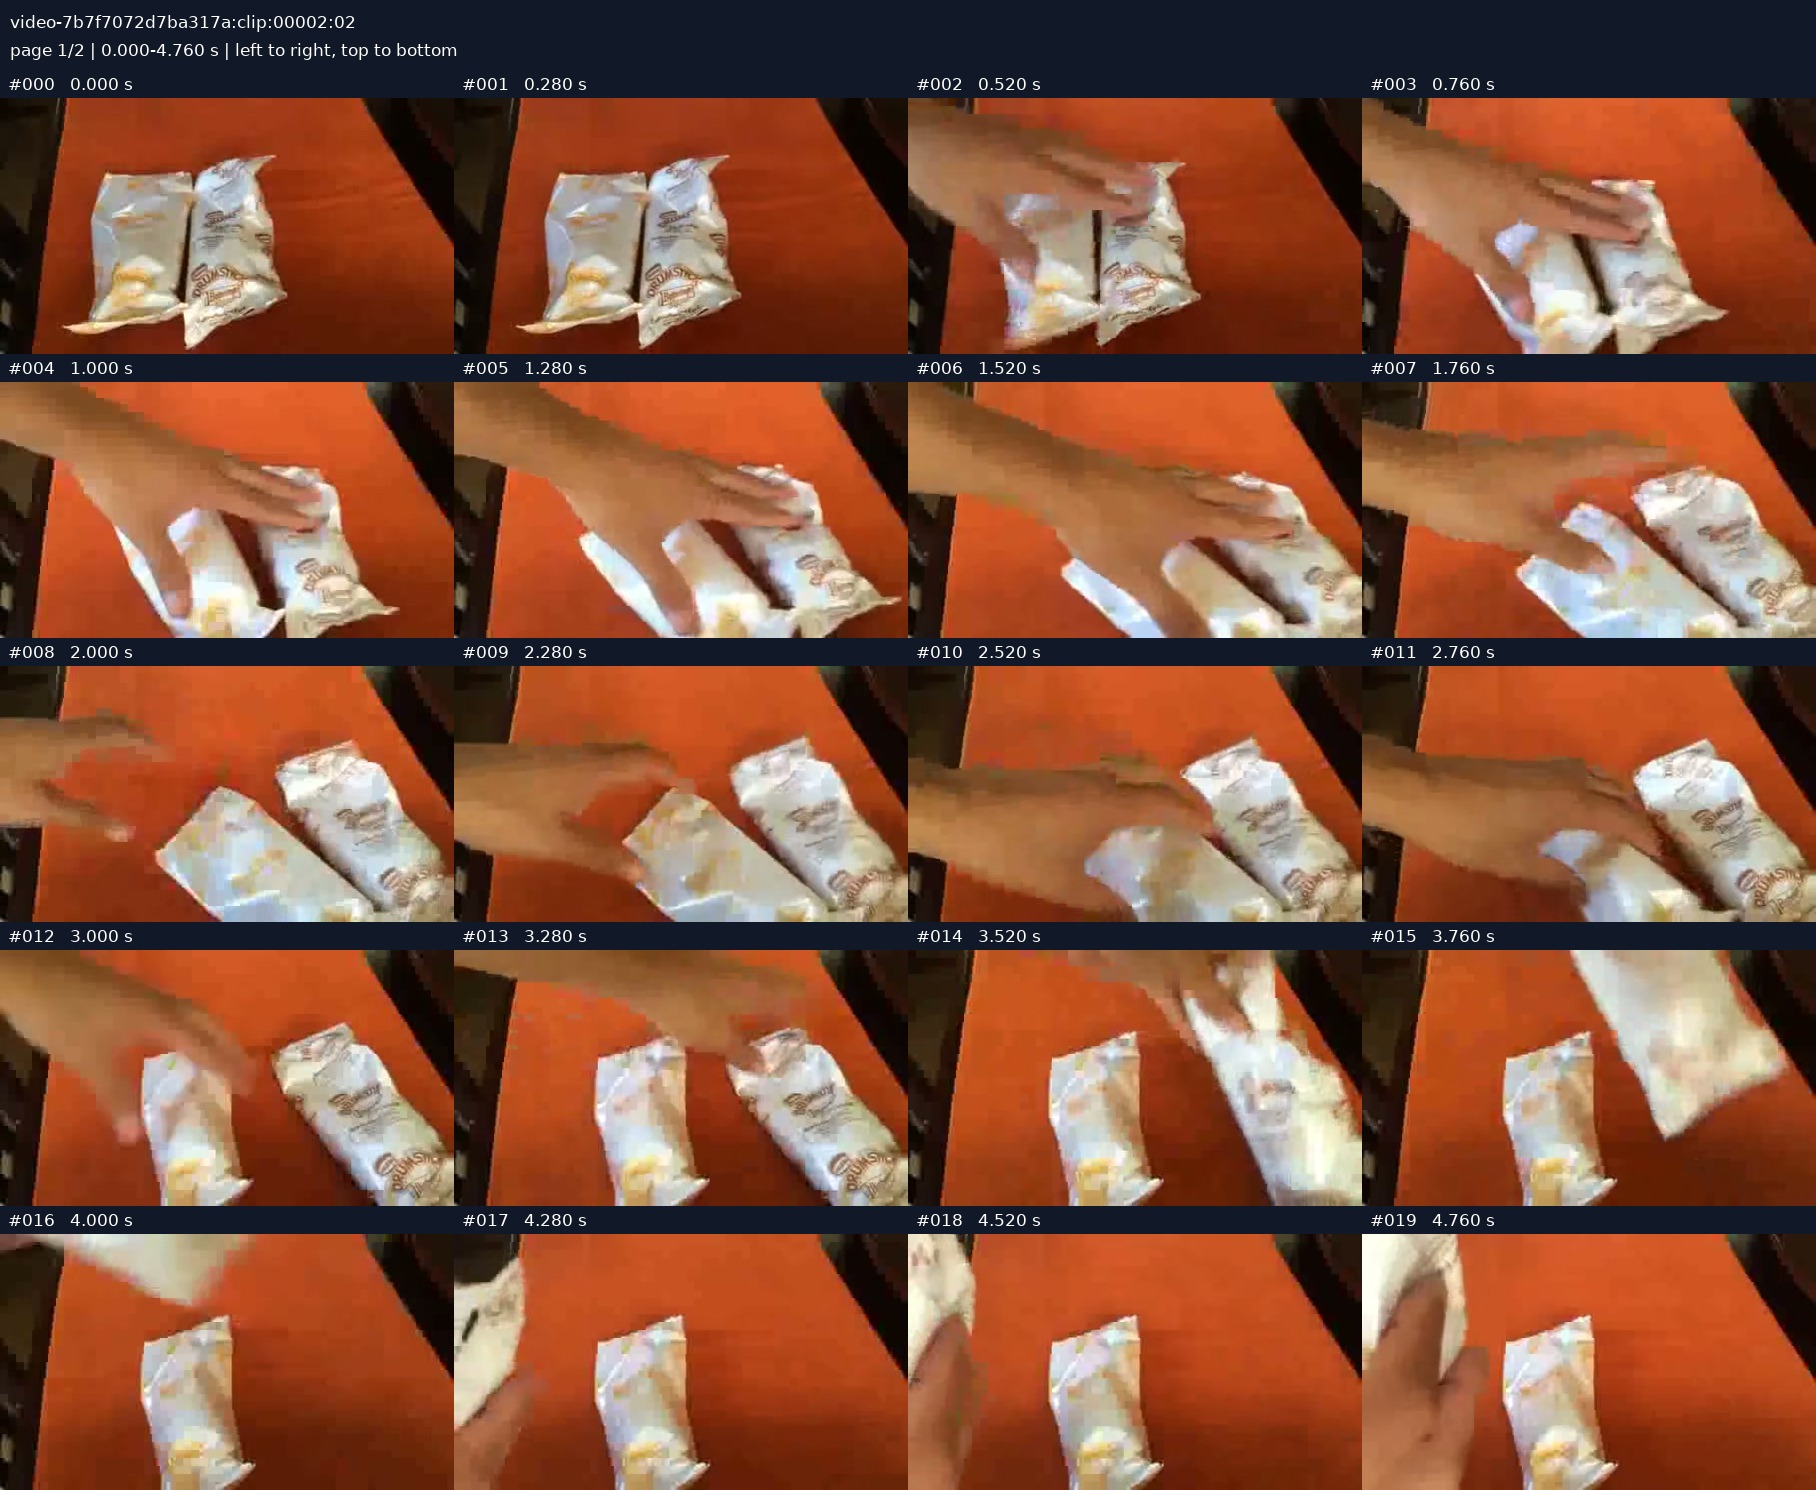 video-7b7f7072d7ba317a:clip:00002:02
page 1/2 | 0.000-4.760 s | left to right, top to bottom
#000 0.000 s
#001 0.280 s
#002 0.520 s
#003 0.760 s
#004 1.000 s
#005 1.280 s
#006 1.520 s
#007 1.760 s
#008 2.000 s
#009 2.280 s
#010 2.520 s
#011 2.760 s
#012 3.000 s
#013 3.280 s
#014 3.520 s
#015 3.760 s
#016 4.000 s
#017 4.280 s
#018 4.520 s
#019 4.760 s